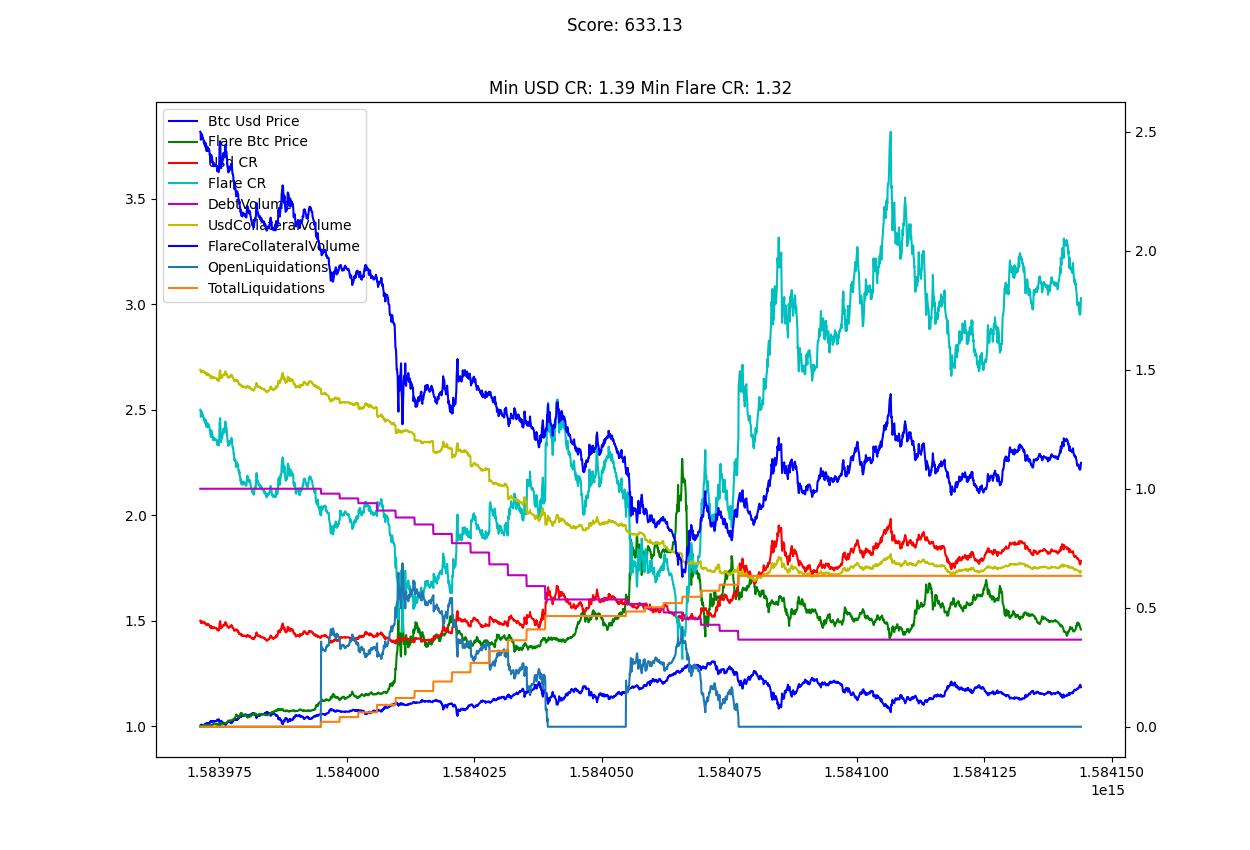 Score: 633.13
Min USD CR: 1.39 Min Flare CR: 1.32
Btc Usd Price
Flare Btc Price
Usd CR
Flare CR
DebtVolume
UsdCollateralVolume
FlareCollateralVolume
OpenLiquidations
TotalLiquidations
3.5
3.0
2.5
2.0
1.5
1.0
2.5
2.0
1.5
1.0
0.5
0.0
1.583975
1.584000
1.584025
1.584050
1.584075
1.584100
1.584125
1.584150
1e15